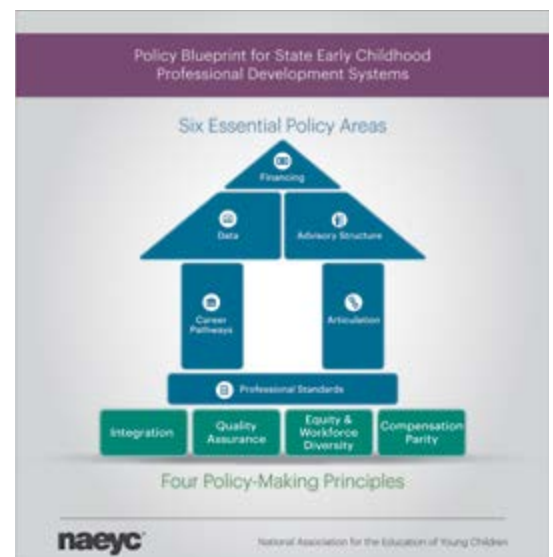 Policy Blueprint for State Early Childhood
Professional Development Systems
Six Essential Policy Areas
Financing
Data
Advisory Structure
Career
Pathways
Articulation
Professional Standards
Integration
Quality
Assurance
Equity &
Workforce
Diversity
Compensation
Parity
Four Policy-Making Principles
naeyc
National Association for the Education of Young Children